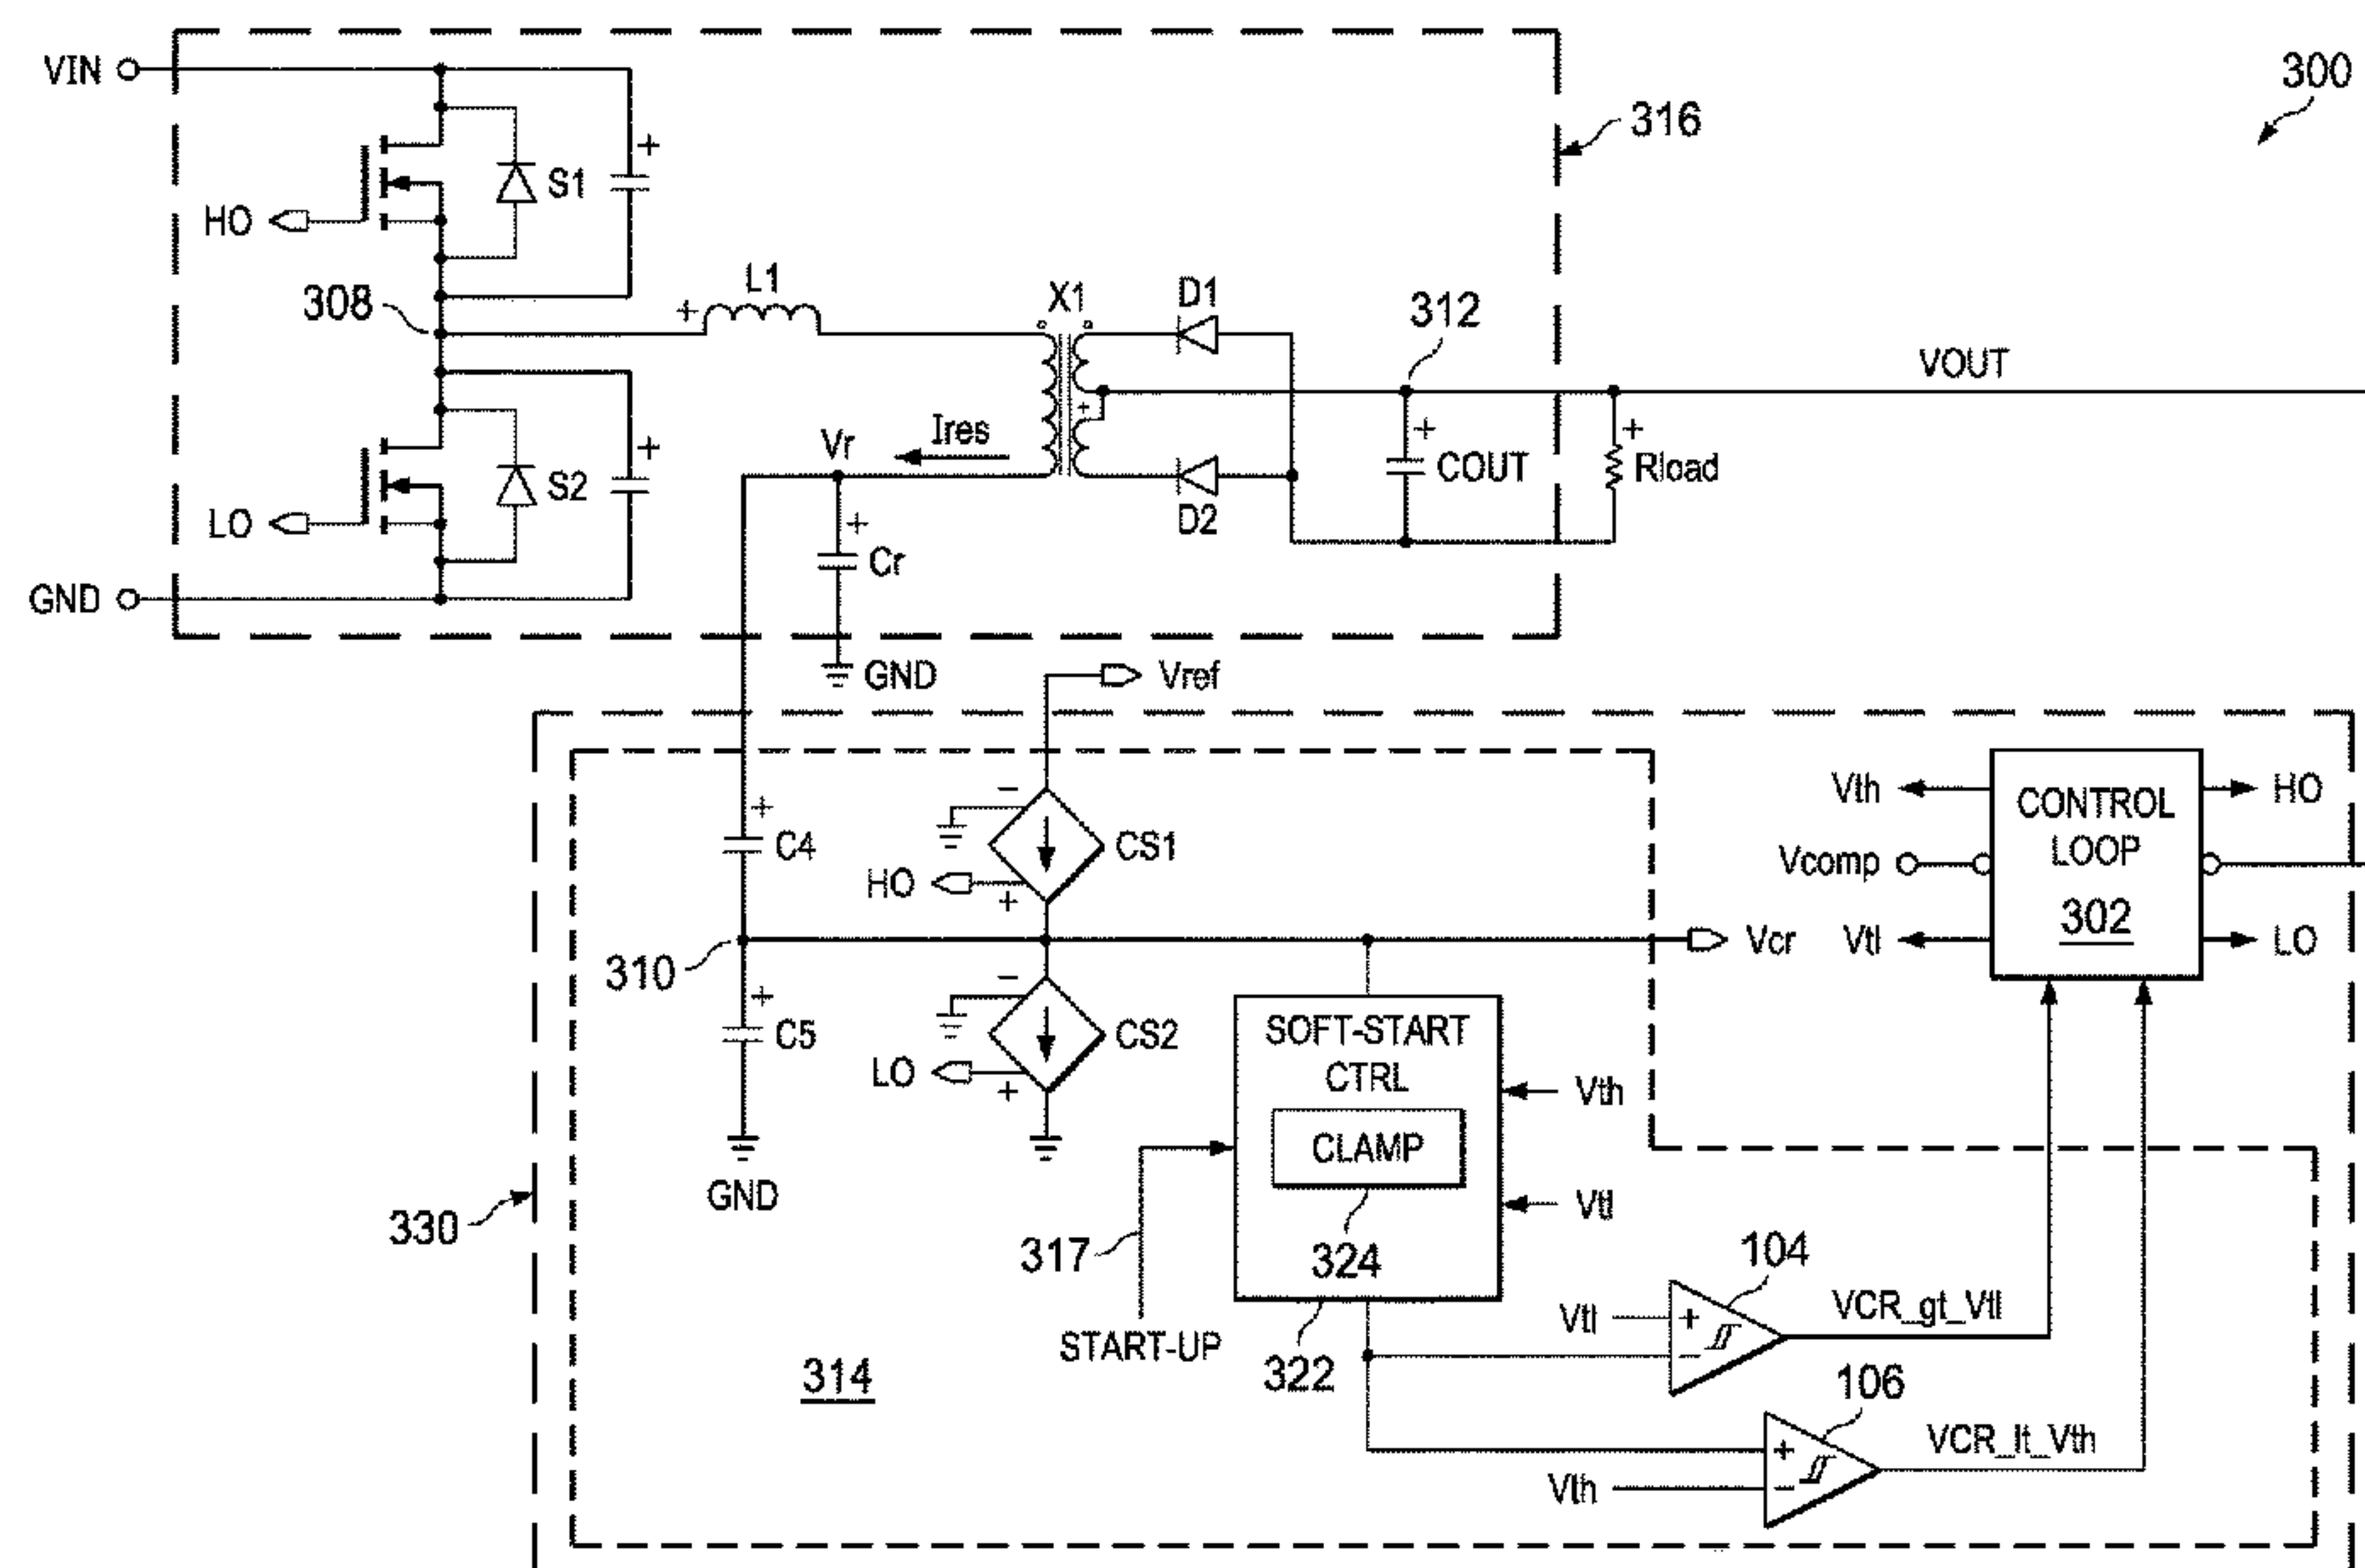 VIN
300
316
S1
HO
L1
X1
D1
308
312
VOUT
Vr
Ires
COUT
Rload
S2
LO
D2
Cr
GND
GND
Vref
Vth
CONTROL
LOOP
302
HO
C4
CS1
Vcomp
HO
310
Vcr
Vtl
LO
C5
CS2
SOFT-START
CTRL
LO
Vth
CLAMP
GND
Vtl
330
317
324
104
Vtl
VCR_gt_Vtl
START-UP
322
314
106
VCR_lt_Vth
Vth